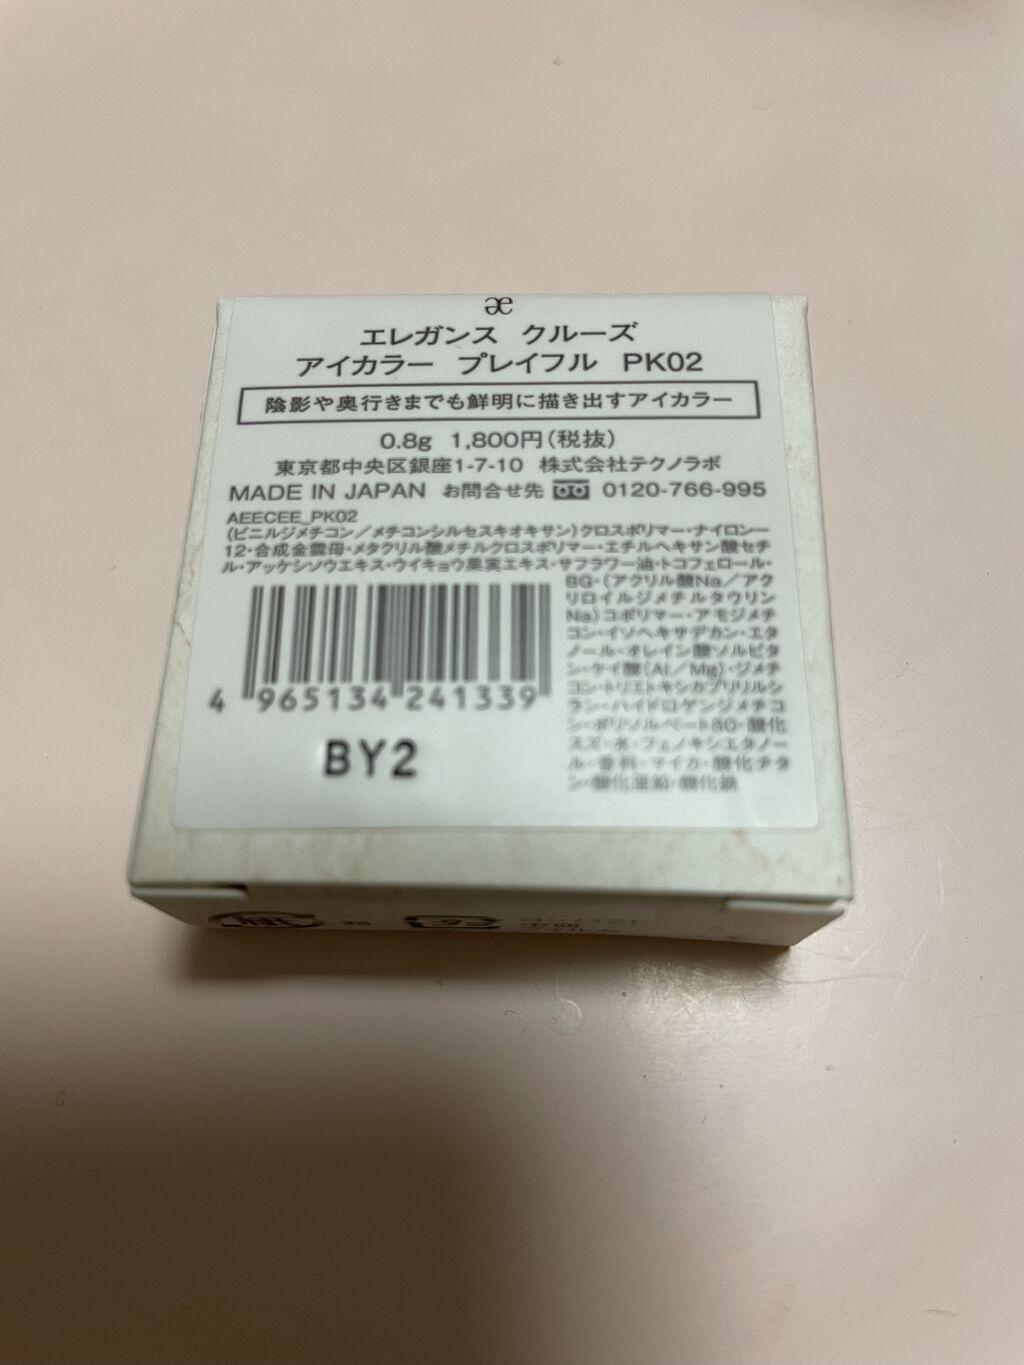 æ
エレガンス クルーズ
アイカラー プレイフル PK02
陰影や奥行きまでも鮮明に描き出すアイカラー
0.8g 1,800円(税抜)
東京都中央区銀座1-7-10 株式会社テクノラボ
MADE IN JAPAN お問合せ先 0120-766-995
AEECEE_PK02
(ビニルジメチコン/メチコンシルセスキオキサン)クロスポリマー・ナイロン-
12・合成金雲母・メタクリル酸メチルクロスポリマー・エチルヘキサン酸セチ
ル・アッケシソウエキス・ウイキョウ果実エキス・サフラワー油・トコフェロール・
BG・(アクリル酸Na/アク
リロイルジメチルタウリン
Na)コポリマー・アモジメチ
コン・イソヘキサデカン・エタ
ノール・オレイン酸ソルビタ
ン・ケイ酸(Al/Mg)・ジメチ
コン・トリエトキシカプリリルシ
ラン・ハイドロゲンジメチコ
ン・ポリソルベート80・酸化
スズ・水・フェノキシエタノー
ル・香料・マイカ・酸化チタ
ン・酸化亜鉛・酸化鉄
4 965134 241339
BY2